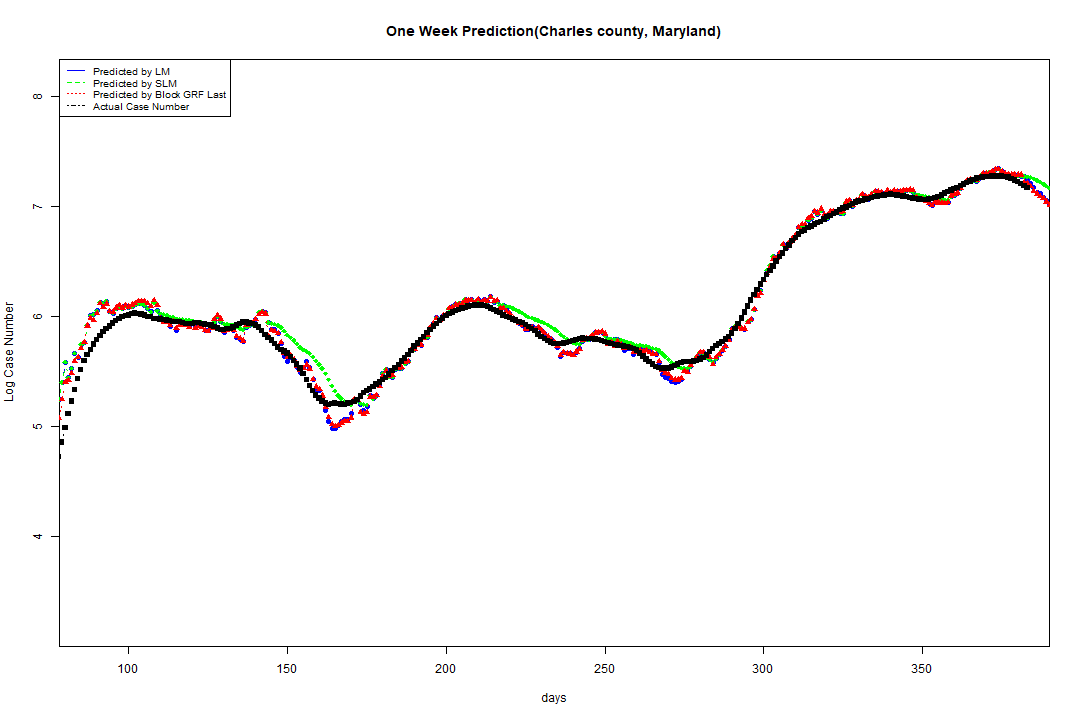 One Week Prediction(Charles county, Maryland)
Predicted by LM
Predicted by SLM
Predicted by Block GRF Last
Actual Case Number
Log Case Number
8
7
6
5
4
100 150 200 250 300 350
days